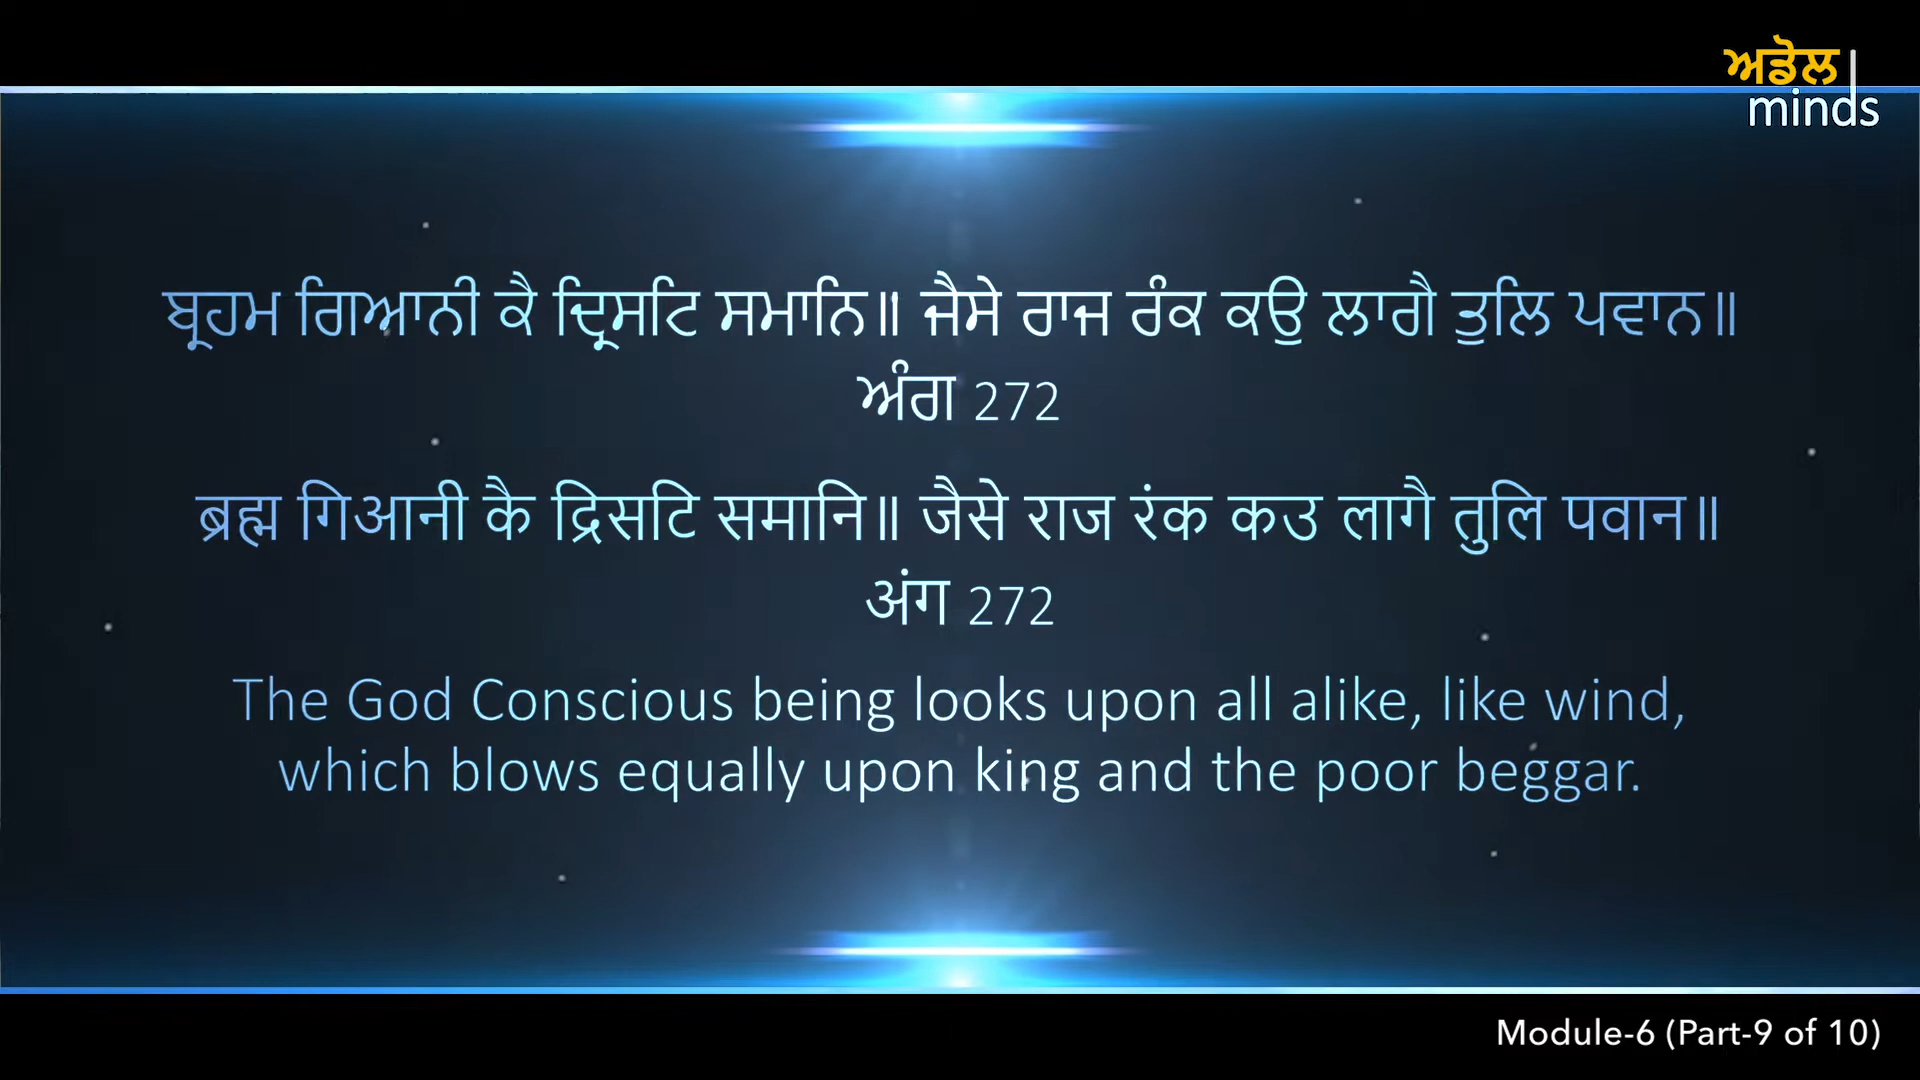 ਅਡੋਲ
minds
ਬ੍ਰਹਮ ਗਿਆਨੀ ਕੈ ਦ੍ਰਿਸਟਿ ਸਮਾਨਿ॥ ਜੈਸੇ ਰਾਜ ਰੰਕ ਕਉ ਲਾਗੈ ਤੁਲਿ ਪਵਾਨ॥
ਅੰਗ 272
ब्रह्म गिआनी कै द्रिसटि समानि॥ जैसे राज रंक कउ लागै तुलि पवान॥
अंग 272
The God Conscious being looks upon all alike, like wind,
which blows equally upon king and the poor beggar.
Module-6 (Part-9 of 10)